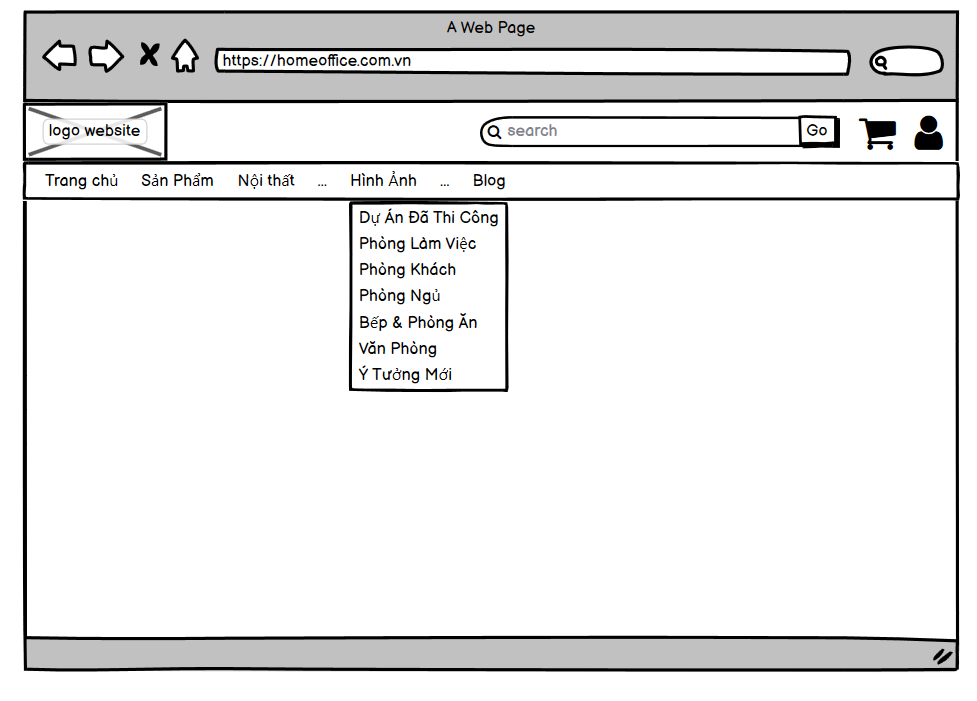 A Web Page
https://homeoffice.com.vn
logo website
search
Go
Trang chủ Sản Phẩm Nội thất ... Hình Ảnh ... Blog
Dự Án Đã Thi Công
Phòng Làm Việc
Phòng Khách
Phòng Ngủ
Bếp & Phòng Ăn
Văn Phòng
Ý Tưởng Mới